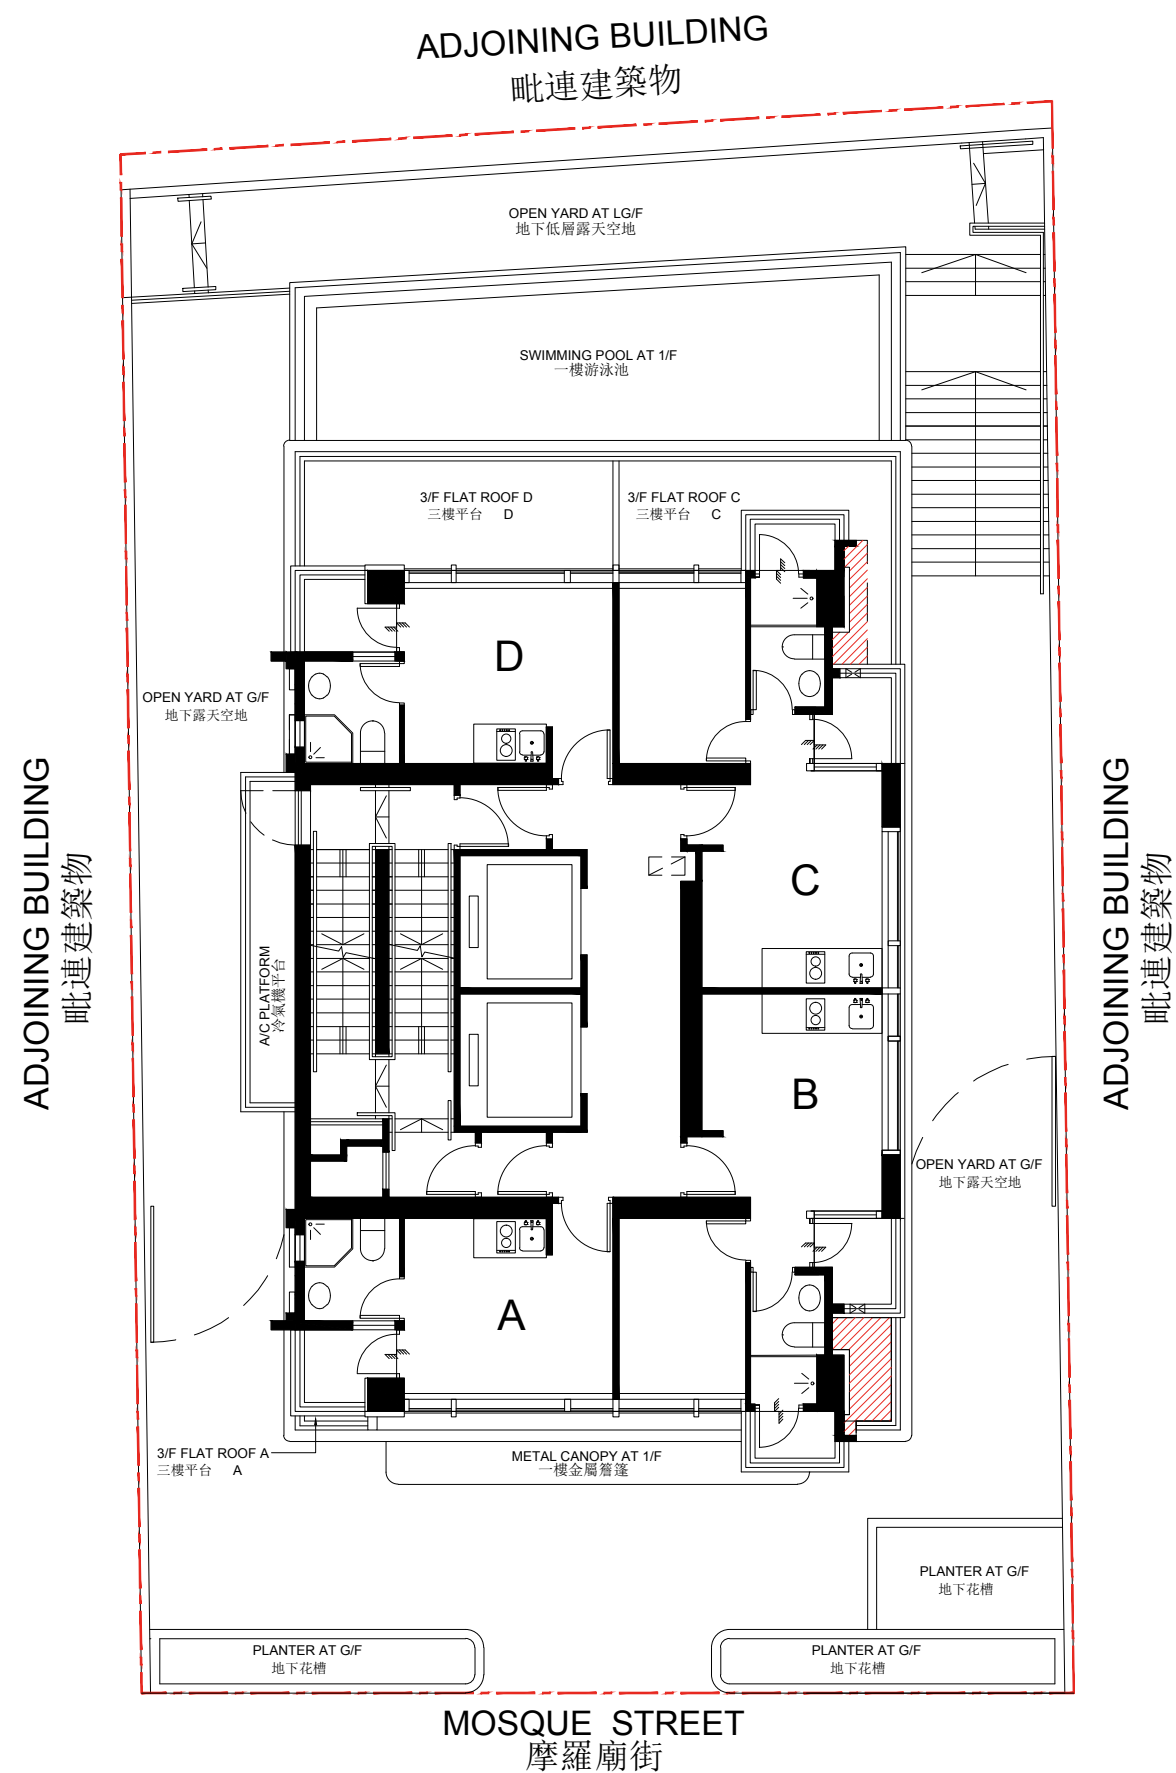 ADJOINING BUILDING
毗連建築物
OPEN YARD AT LG/F
地下低層露天空地
SWIMMING POOL AT 1/F
一樓游泳池
3/F FLAT ROOF D
三樓平台 D
3/F FLAT ROOF C
三樓平台 C
D
OPEN YARD AT G/F
地下露天空地
ADJOINING BUILDING
毗連建築物
A/C PLATFORM
冷氣機平台
C
B
ADJOINING BUILDING
毗連建築物
OPEN YARD AT G/F
地下露天空地
A
3/F FLAT ROOF A
三樓平台 A
METAL CANOPY AT 1/F
一樓金屬簷篷
PLANTER AT G/F
地下花槽
PLANTER AT G/F
地下花槽
PLANTER AT G/F
地下花槽
MOSQUE STREET
摩羅廟街